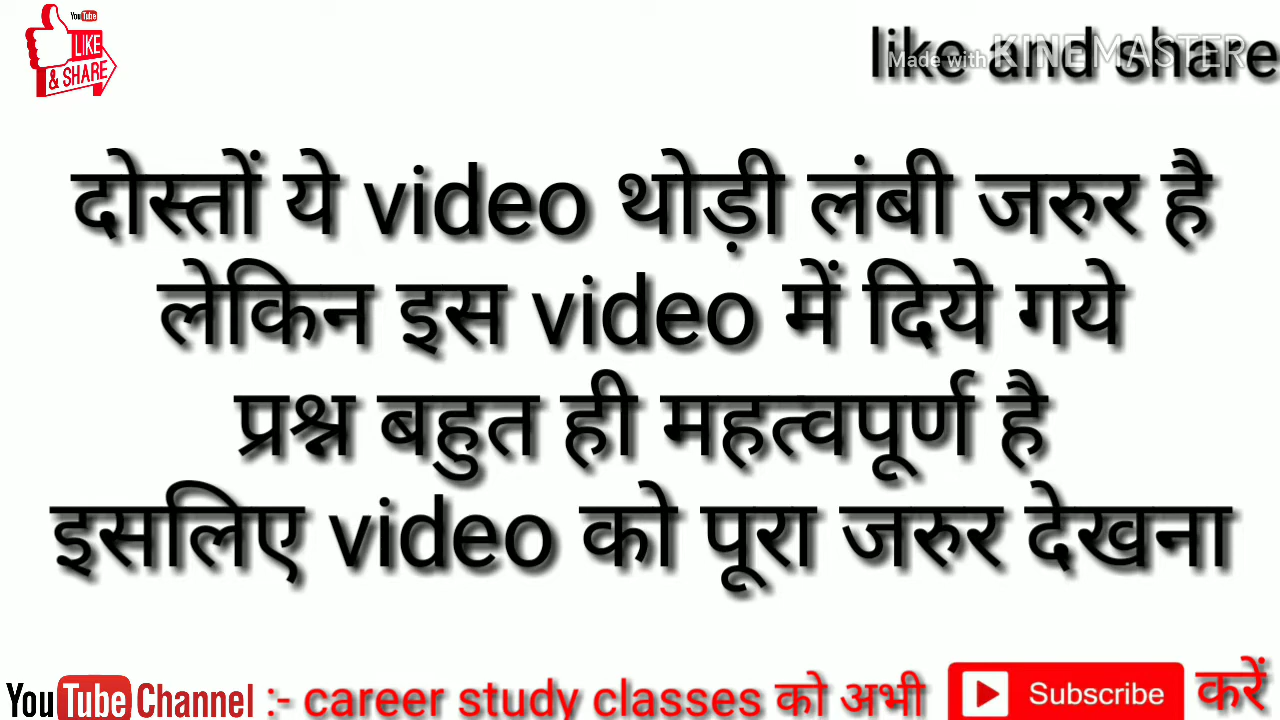 YouTube
LIKE
& SHARE
like and share
Made with KINEMASTER
दोस्तों ये video थोड़ी लंबी जरुर है
लेकिन इस video में दिये गये
प्रश्न बहुत ही महत्वपूर्ण है
इसलिए video को पूरा जरुर देखना
YouTube Channel :- career study classes को अभी Subscribe करें